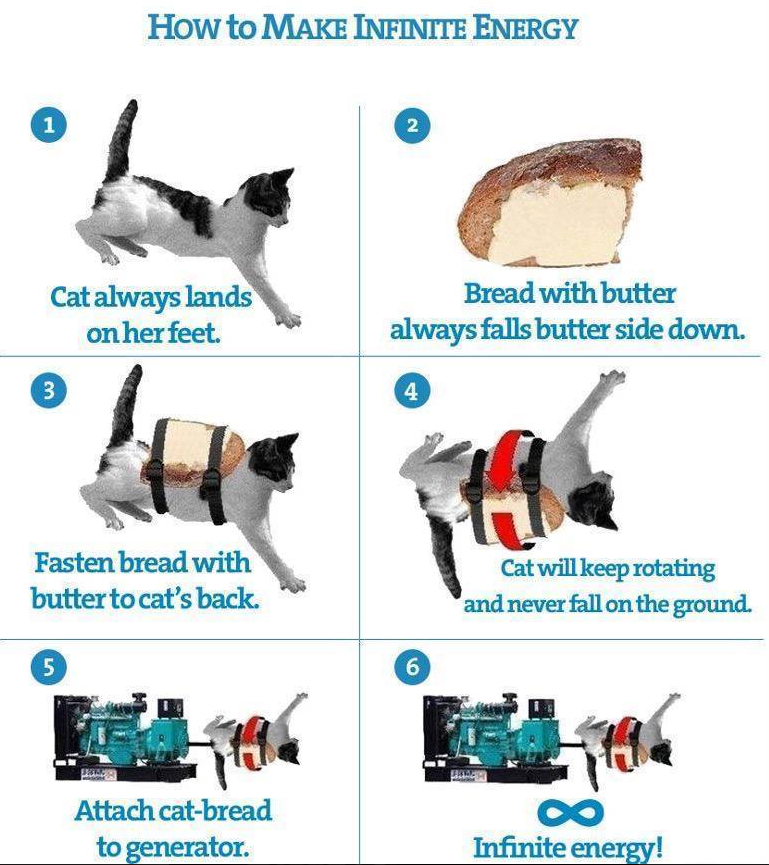 How to Make Infinite Energy
1
2
Cat always lands
on her feet.
Bread with butter
always falls butter side down.
3
4
Fasten bread with
butter to cat's back.
Cat will keep rotating
and never fall on the ground.
5
6
Attach cat-bread
to generator.
∞
Infinite energy!